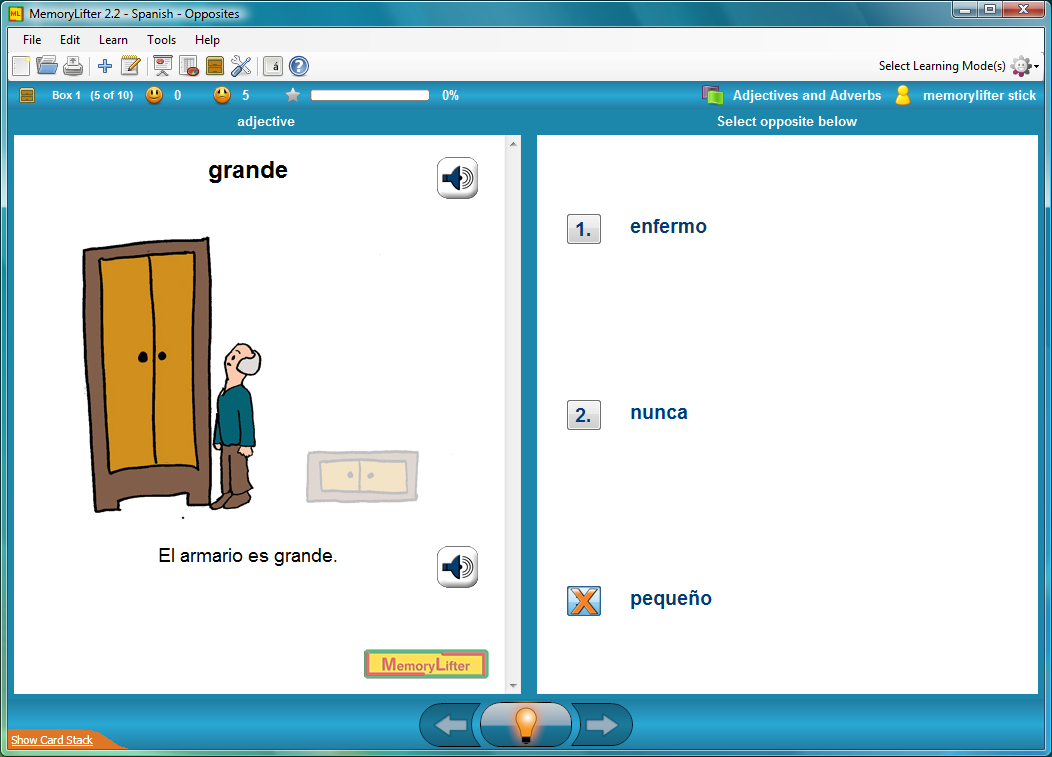 MemoryLifter 2.2 - Spanish - Opposites
File Edit Learn Tools Help
á ?
Select Learning Mode(s)
Box 1 (5 of 10) 0 5 0% Adjectives and Adverbs memorylifter stick
adjective
Select opposite below
grande
El armario es grande.
MemoryLifter
1. enfermo
2. nunca
X pequeño
Show Card Stack